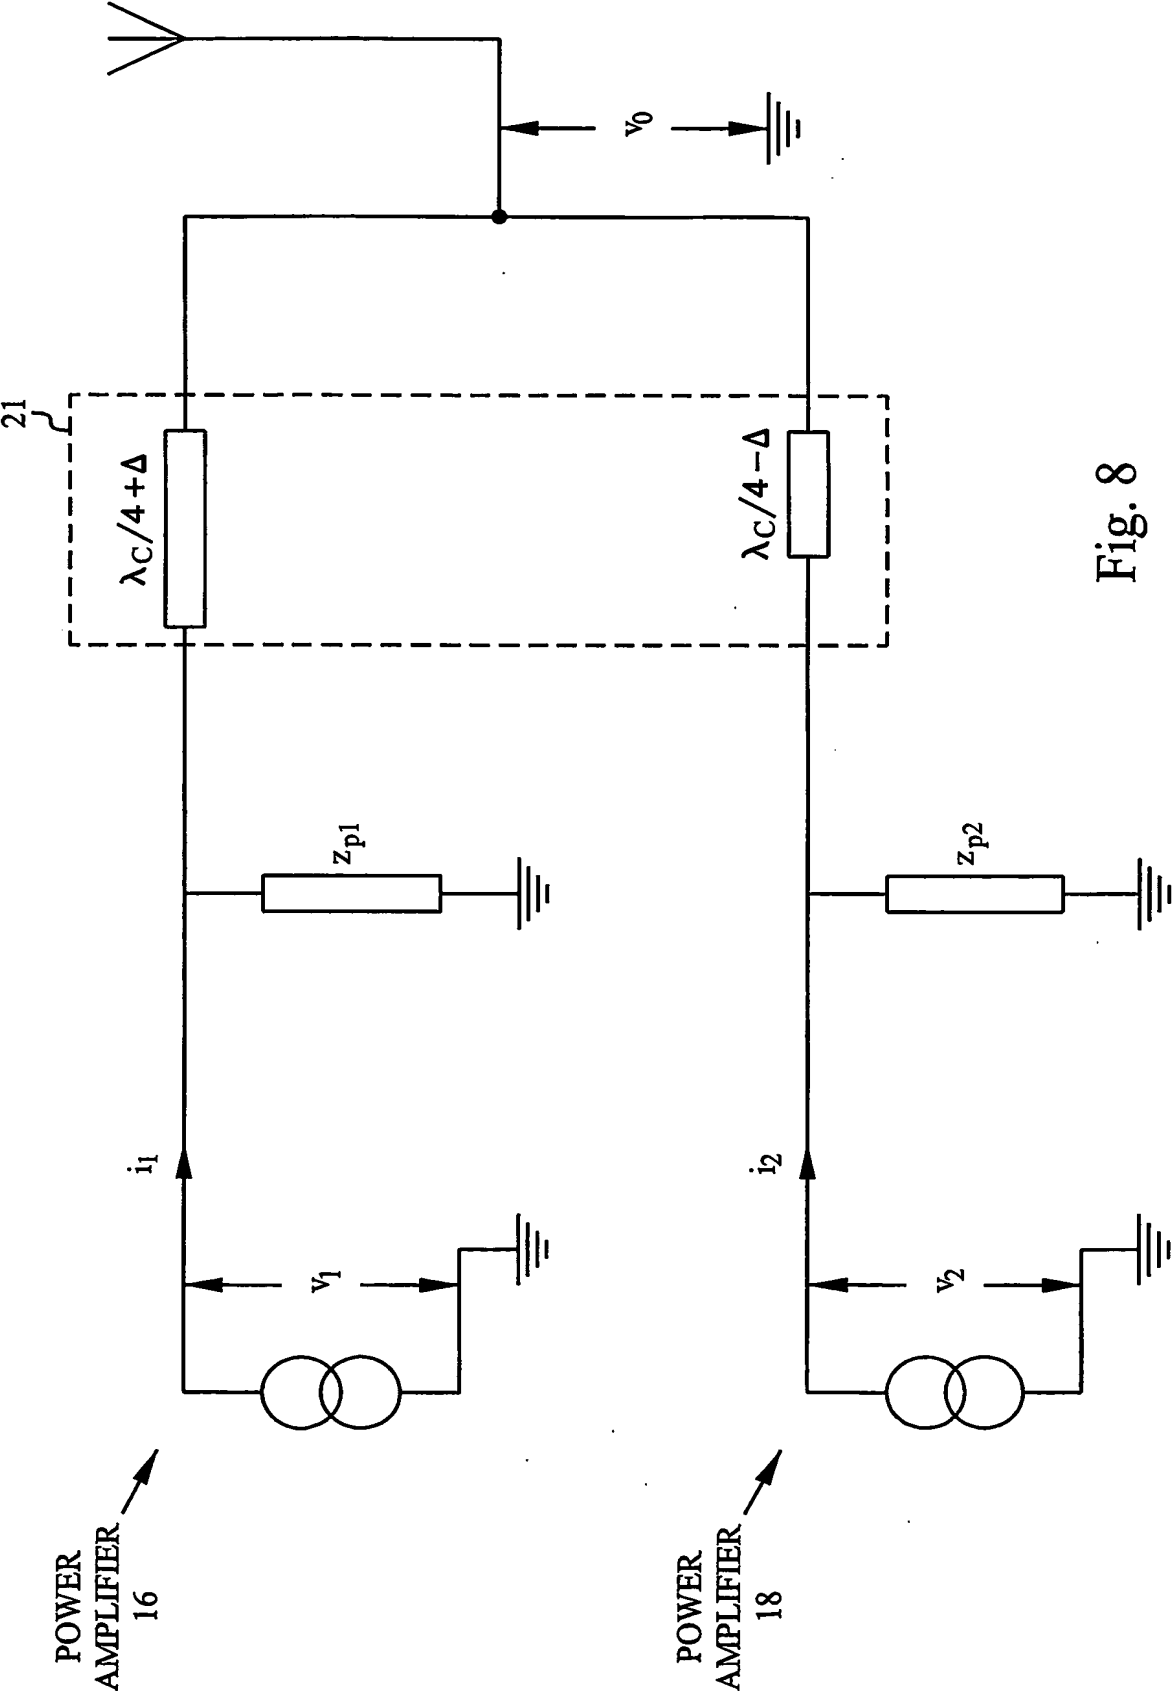 21
λC/4+Δ
v0
zp1
i1
v1
POWER
AMPLIFIER
16
λC/4−Δ
zp2
i2
v2
POWER
AMPLIFIER
18
Fig. 8